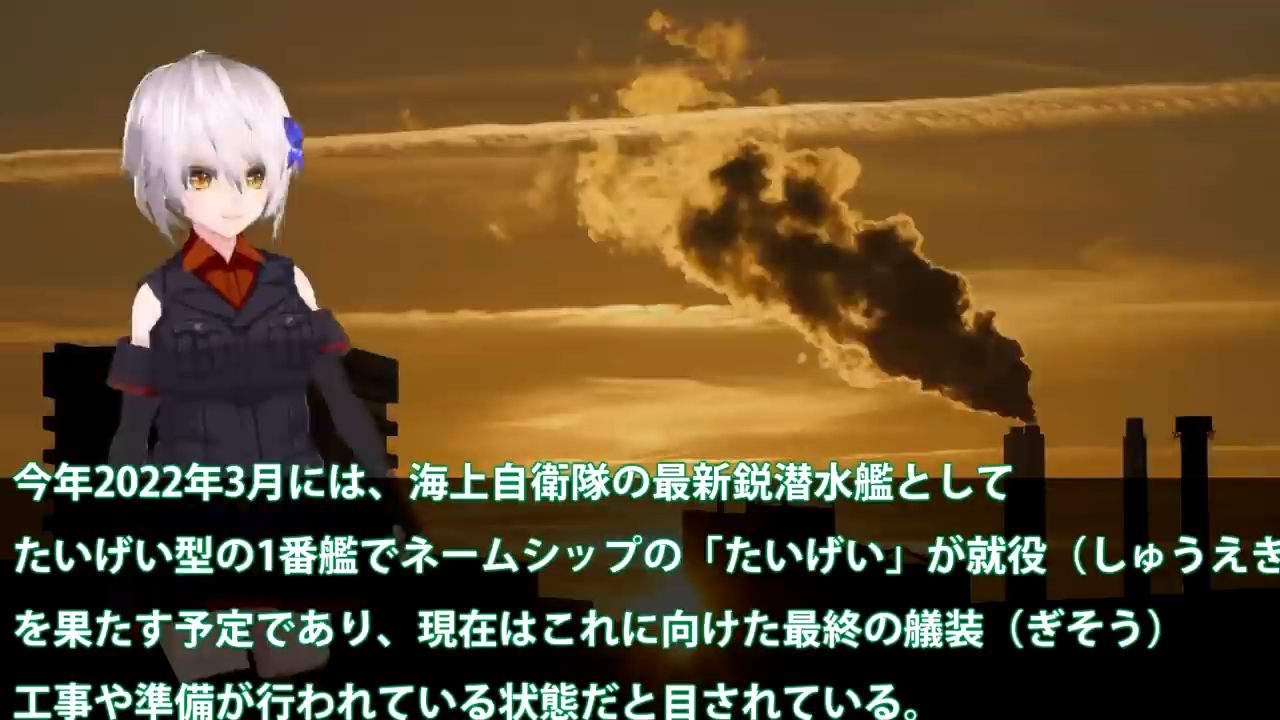 今年2022年3月には、海上自衛隊の最新鋭潜水艦として
たいげい型の1番艦でネームシップの「たいげい」が就役（しゅうえき
を果たす予定であり、現在はこれに向けた最終の艤装（ぎそう）
工事や準備が行われている状態だと目されている。